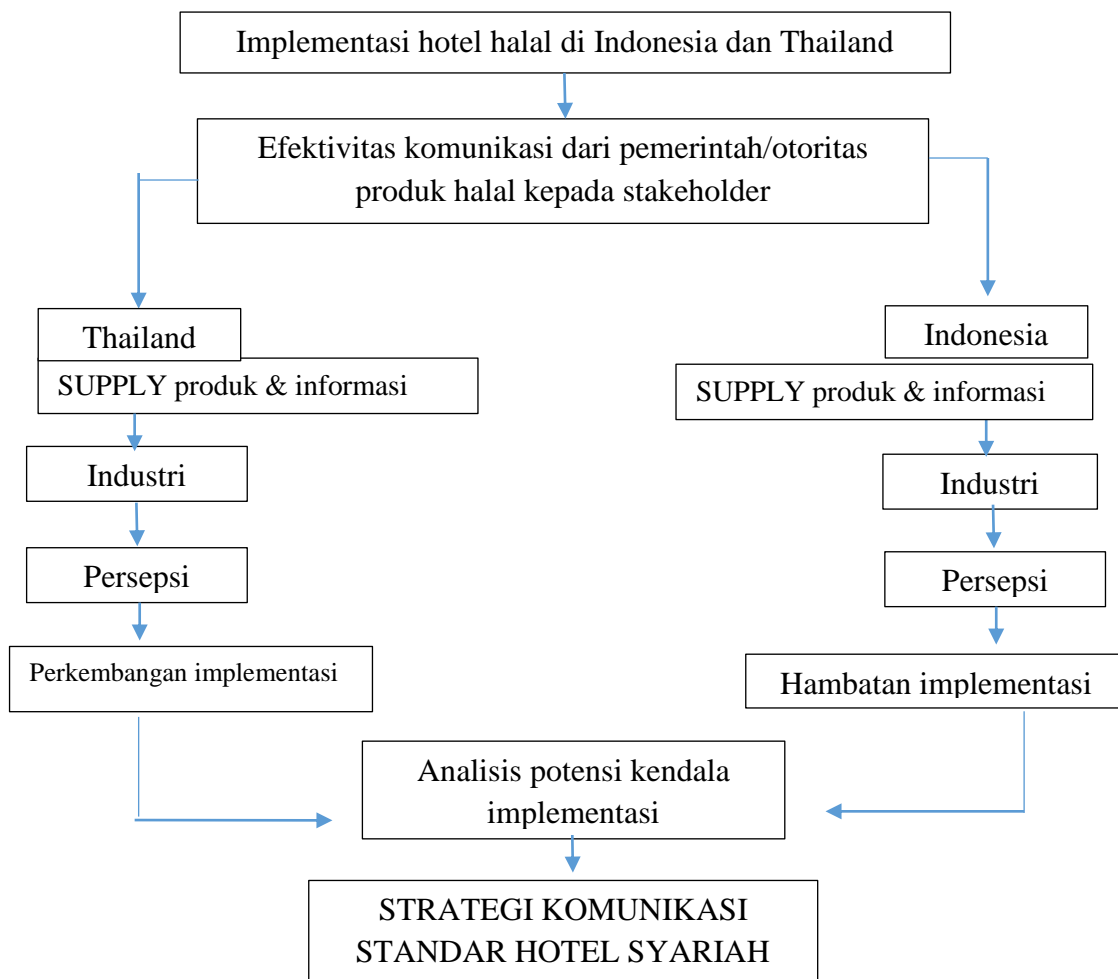 Implementasi hotel halal di Indonesia dan Thailand
Efektivitas komunikasi dari pemerintah/otoritas
produk halal kepada stakeholder
Thailand
SUPPLY produk & informasi
Industri
Persepsi
Perkembangan implementasi
Indonesia
SUPPLY produk & informasi
Industri
Persepsi
Hambatan implementasi
Analisis potensi kendala
implementasi
STRATEGI KOMUNIKASI
STANDAR HOTEL SYARIAH